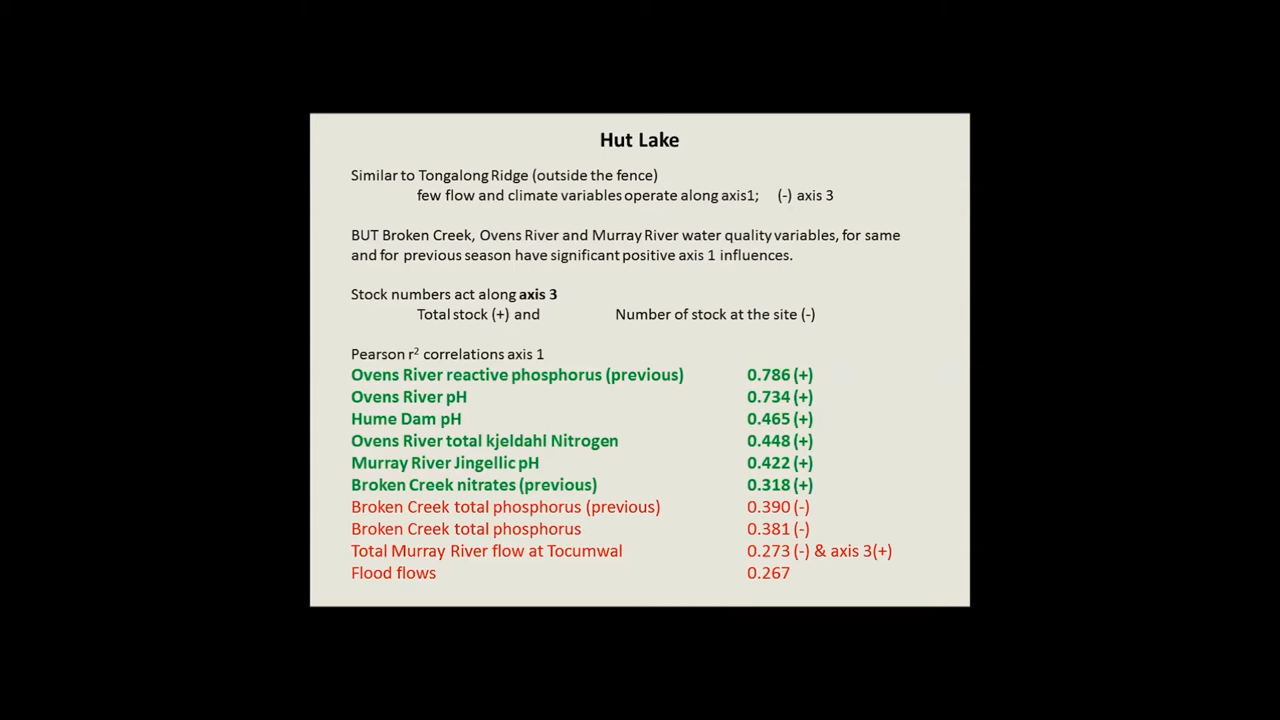 Hut Lake
Similar to Tongalong Ridge (outside the fence)
few flow and climate variables operate along axis1; (-) axis 3
BUT Broken Creek, Ovens River and Murray River water quality variables, for same
and for previous season have significant positive axis 1 influences.
Stock numbers act along axis 3
Total stock (+) and Number of stock at the site (-)
Pearson r² correlations axis 1
Ovens River reactive phosphorus (previous) 0.786 (+)
Ovens River pH 0.734 (+)
Hume Dam pH 0.465 (+)
Ovens River total kjeldahl Nitrogen 0.448 (+)
Murray River Jingellic pH 0.422 (+)
Broken Creek nitrates (previous) 0.318 (+)
Broken Creek total phosphorus (previous) 0.390 (-)
Broken Creek total phosphorus 0.381 (-)
Total Murray River flow at Tocumwal 0.273 (-) & axis 3(+)
Flood flows 0.267